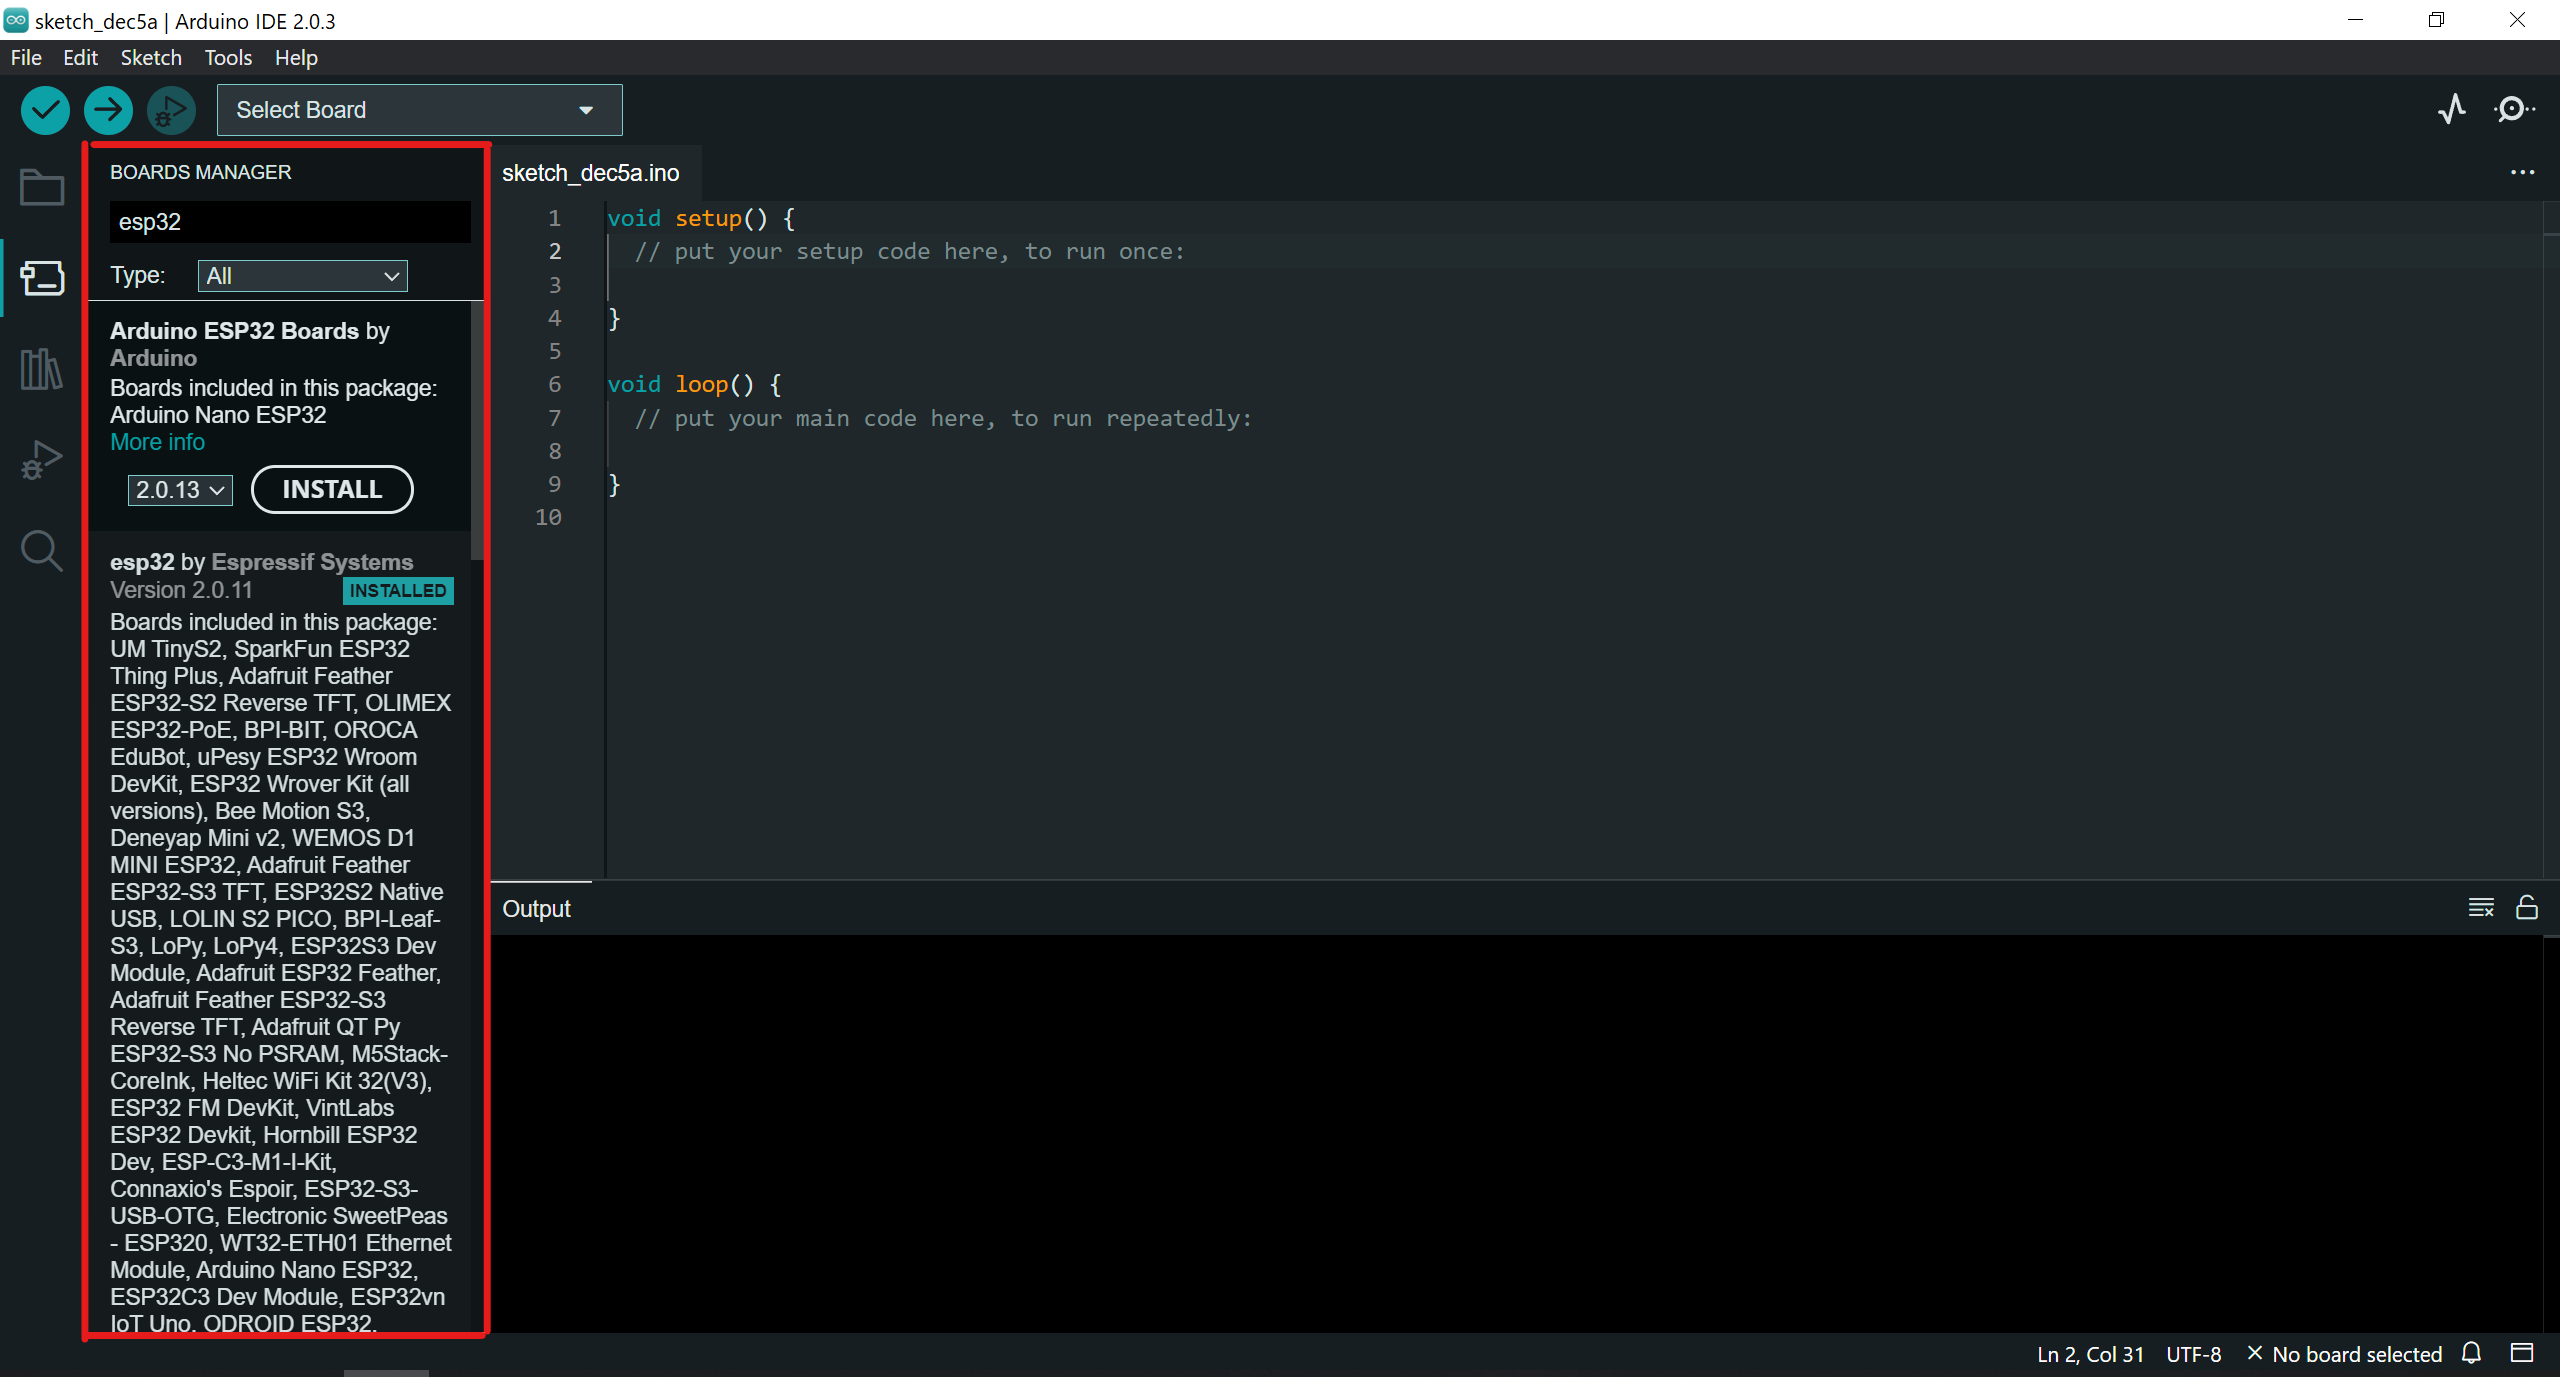 sketch_dec5a | Arduino IDE 2.0.3
File Edit Sketch Tools Help
Select Board
BOARDS MANAGER
esp32
Type: All
Arduino ESP32 Boards by
Arduino
Boards included in this package:
Arduino Nano ESP32
More info
2.0.13 INSTALL
esp32 by Espressif Systems
Version 2.0.11 INSTALLED
Boards included in this package:
UM TinyS2, SparkFun ESP32
Thing Plus, Adafruit Feather
ESP32-S2 Reverse TFT, OLIMEX
ESP32-PoE, BPI-BIT, OROCA
EduBot, uPesy ESP32 Wroom
DevKit, ESP32 Wrover Kit (all
versions), Bee Motion S3,
Deneyap Mini v2, WEMOS D1
MINI ESP32, Adafruit Feather
ESP32-S3 TFT, ESP32S2 Native
USB, LOLIN S2 PICO, BPI-Leaf-
S3, LoPy, LoPy4, ESP32S3 Dev
Module, Adafruit ESP32 Feather,
Adafruit Feather ESP32-S3
Reverse TFT, Adafruit QT Py
ESP32-S3 No PSRAM, M5Stack-
CoreInk, Heltec WiFi Kit 32(V3),
ESP32 FM DevKit, VintLabs
ESP32 Devkit, Hornbill ESP32
Dev, ESP-C3-M1-I-Kit,
Connaxio's Espoir, ESP32-S3-
USB-OTG, Electronic SweetPeas
- ESP320, WT32-ETH01 Ethernet
Module, Arduino Nano ESP32,
ESP32C3 Dev Module, ESP32vn
IoT Uno, ODROID ESP32,
sketch_dec5a.ino
1 void setup() {
2 // put your setup code here, to run once:
3
4 }
5
6 void loop() {
7 // put your main code here, to run repeatedly:
8
9 }
10
Output
Ln 2, Col 31 UTF-8 × No board selected